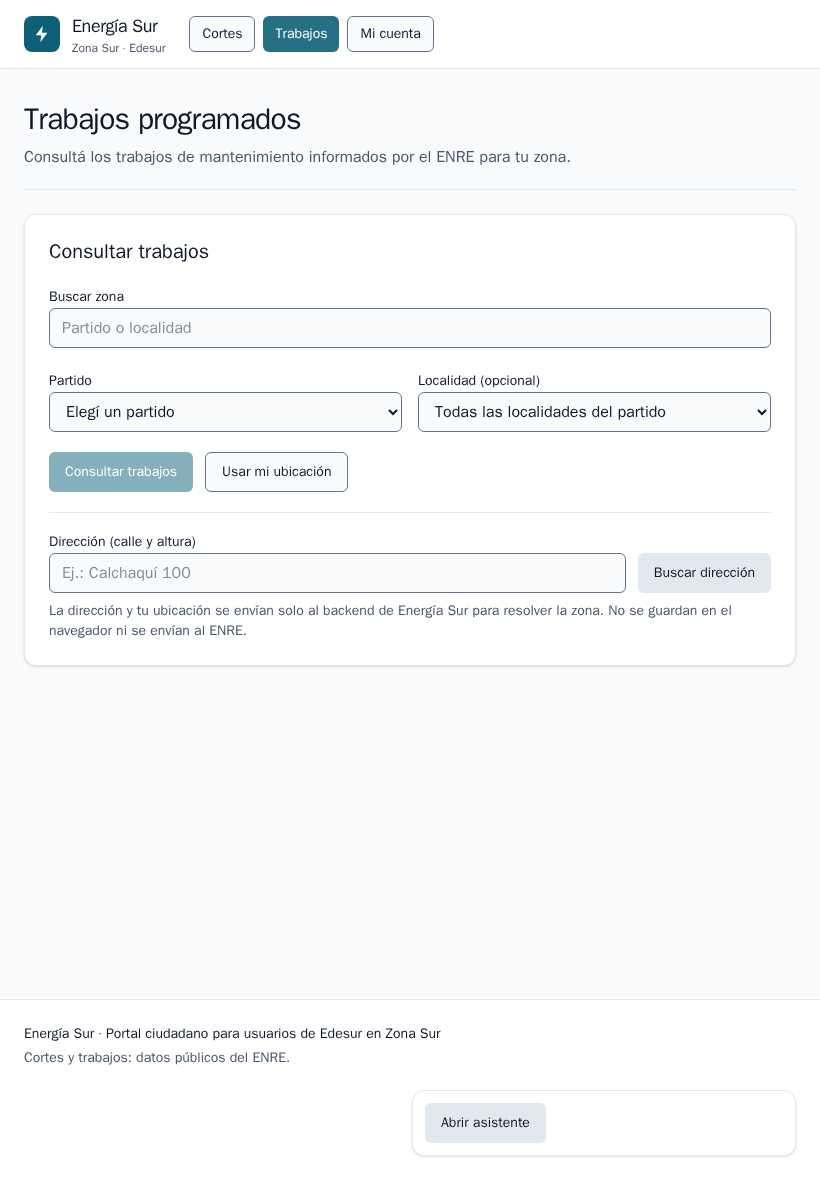 Energía Sur
Zona Sur · Edesur
Cortes
Trabajos
Mi cuenta
Trabajos programados
Consultá los trabajos de mantenimiento informados por el ENRE para tu zona.
Consultar trabajos
Buscar zona
Partido o localidad
Partido
Localidad (opcional)
Elegí un partido
Todas las localidades del partido
Consultar trabajos
Usar mi ubicación
Dirección (calle y altura)
Ej.: Calchaquí 100
Buscar dirección
La dirección y tu ubicación se envían solo al backend de Energía Sur para resolver la zona. No se guardan en el
navegador ni se envían al ENRE.
Energía Sur · Portal ciudadano para usuarios de Edesur en Zona Sur
Cortes y trabajos: datos públicos del ENRE.
Abrir asistente